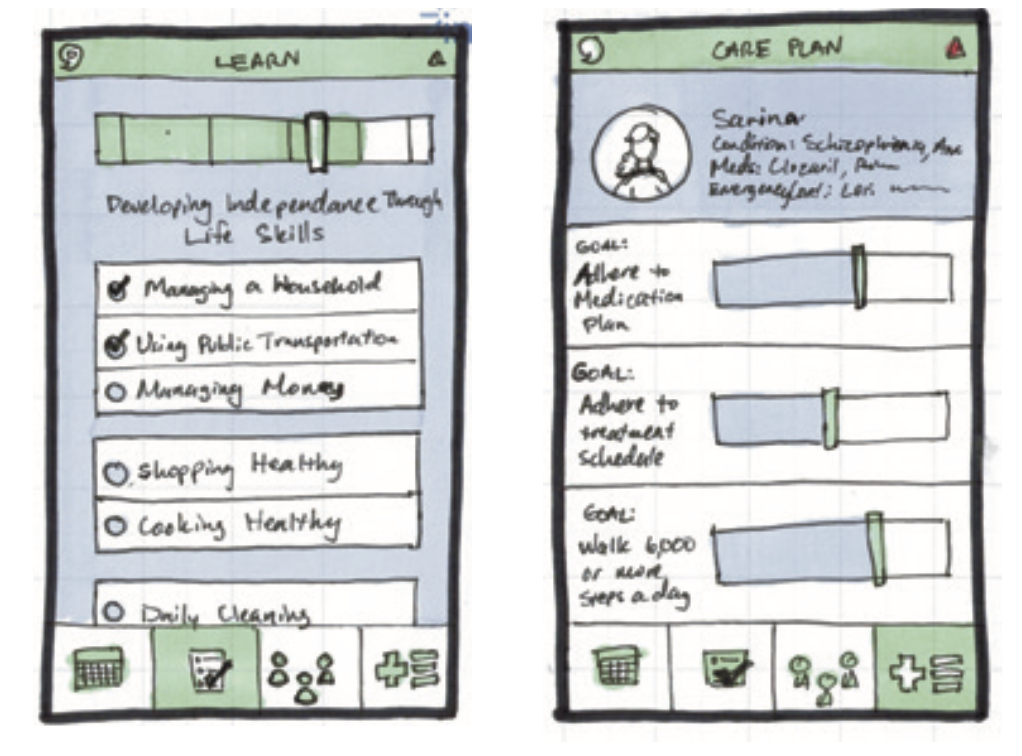 LEARN
Developing Independance Through
Life Skills
Managing a Household
Using Public Transportation
Managing Money
Shopping Healthy
Cooking Healthy
Daily Cleaning
CARE PLAN
Sarina
Condition: Schizophrenia,
Meds: Clozaril,
GOAL:
Adhere to
Medication
Plan
GOAL:
Adhere to
treatment
Schedule
GOAL:
Walk 6,000
or more
steps a day